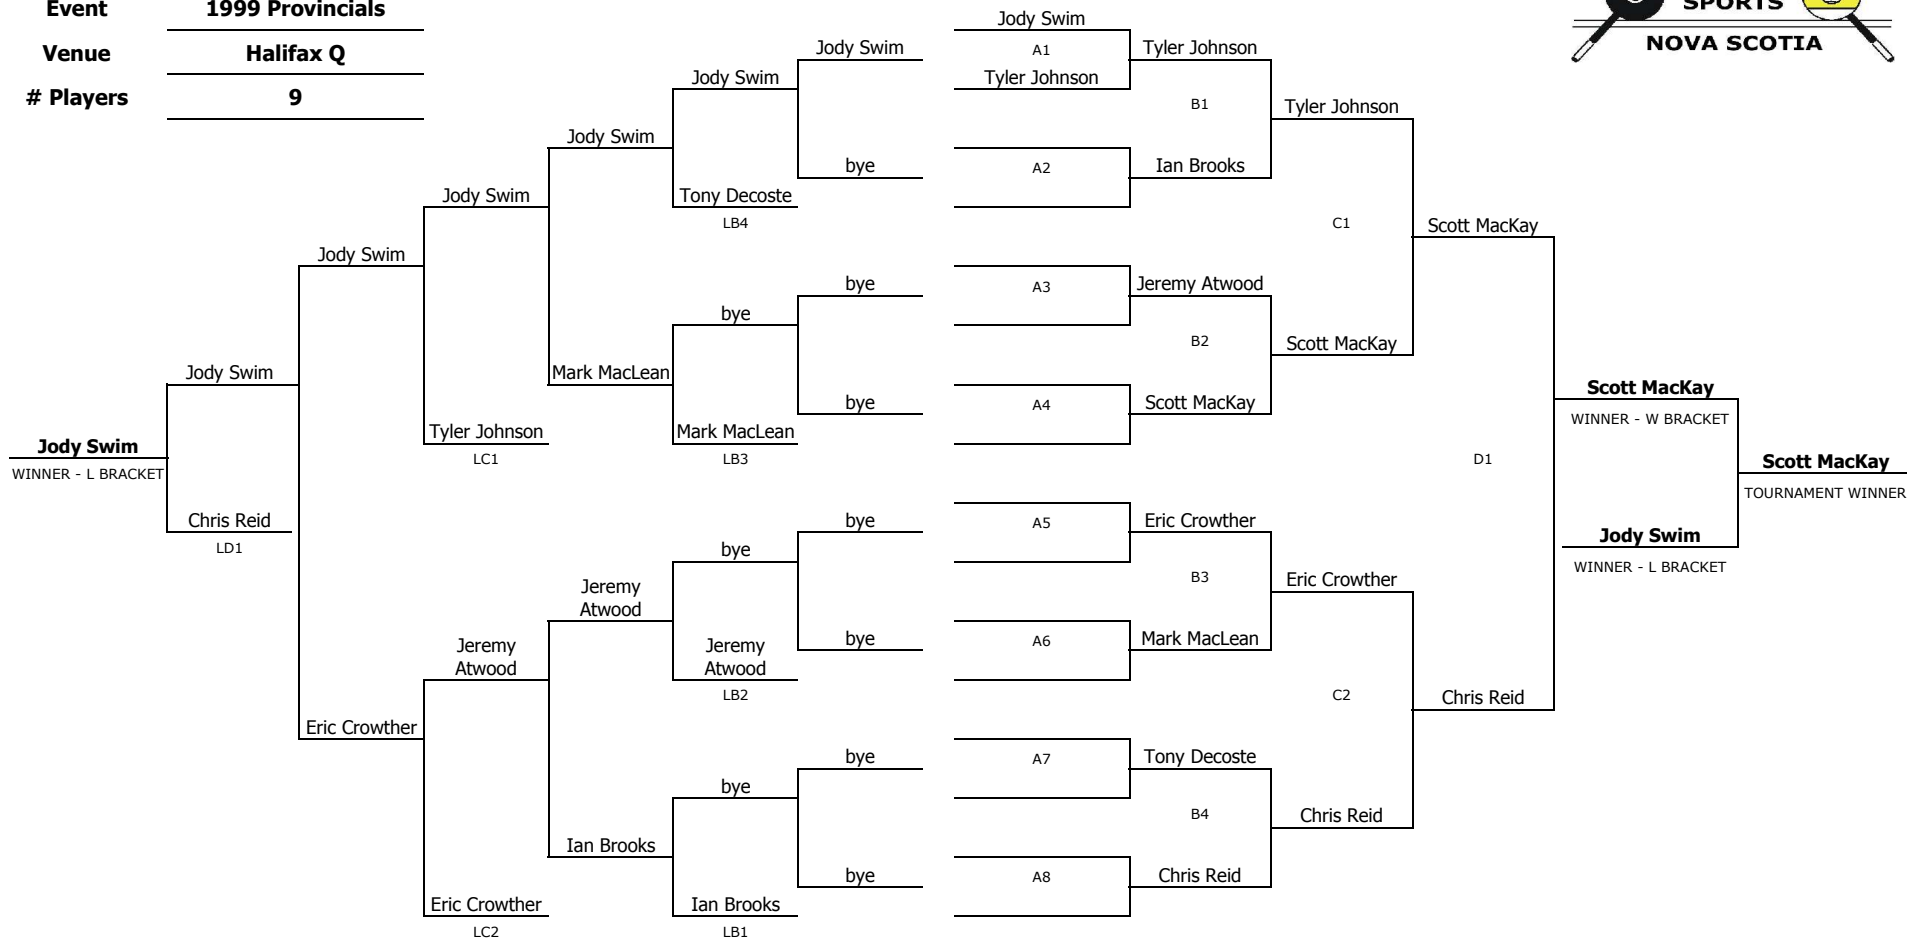 Event 1999 Provincials
Venue Halifax Q
# Players 9
SPORTS
NOVA SCOTIA
Jody Swim
A1
Tyler Johnson
Tyler Johnson
Jody Swim
Jody Swim
B1
Tyler Johnson
Jody Swim
bye
A2
Ian Brooks
Jody Swim
Tony Decoste
LB4
C1
Scott MacKay
Jody Swim
bye
A3
Jeremy Atwood
bye
B2
Scott MacKay
Jody Swim
Mark MacLean
bye
A4
Scott MacKay
Scott MacKay
WINNER - W BRACKET
Jody Swim
WINNER - L BRACKET
Tyler Johnson
LC1
Mark MacLean
LB3
D1
Scott MacKay
TOURNAMENT WINNER
Chris Reid
LD1
bye
A5
Eric Crowther
Jody Swim
WINNER - L BRACKET
bye
Jeremy
Atwood
B3
Eric Crowther
Jeremy
Atwood
Jeremy
Atwood
LB2
bye
A6
Mark MacLean
C2
Chris Reid
Eric Crowther
bye
A7
Tony Decoste
bye
B4
Chris Reid
Ian Brooks
bye
A8
Chris Reid
Eric Crowther
LC2
Ian Brooks
LB1